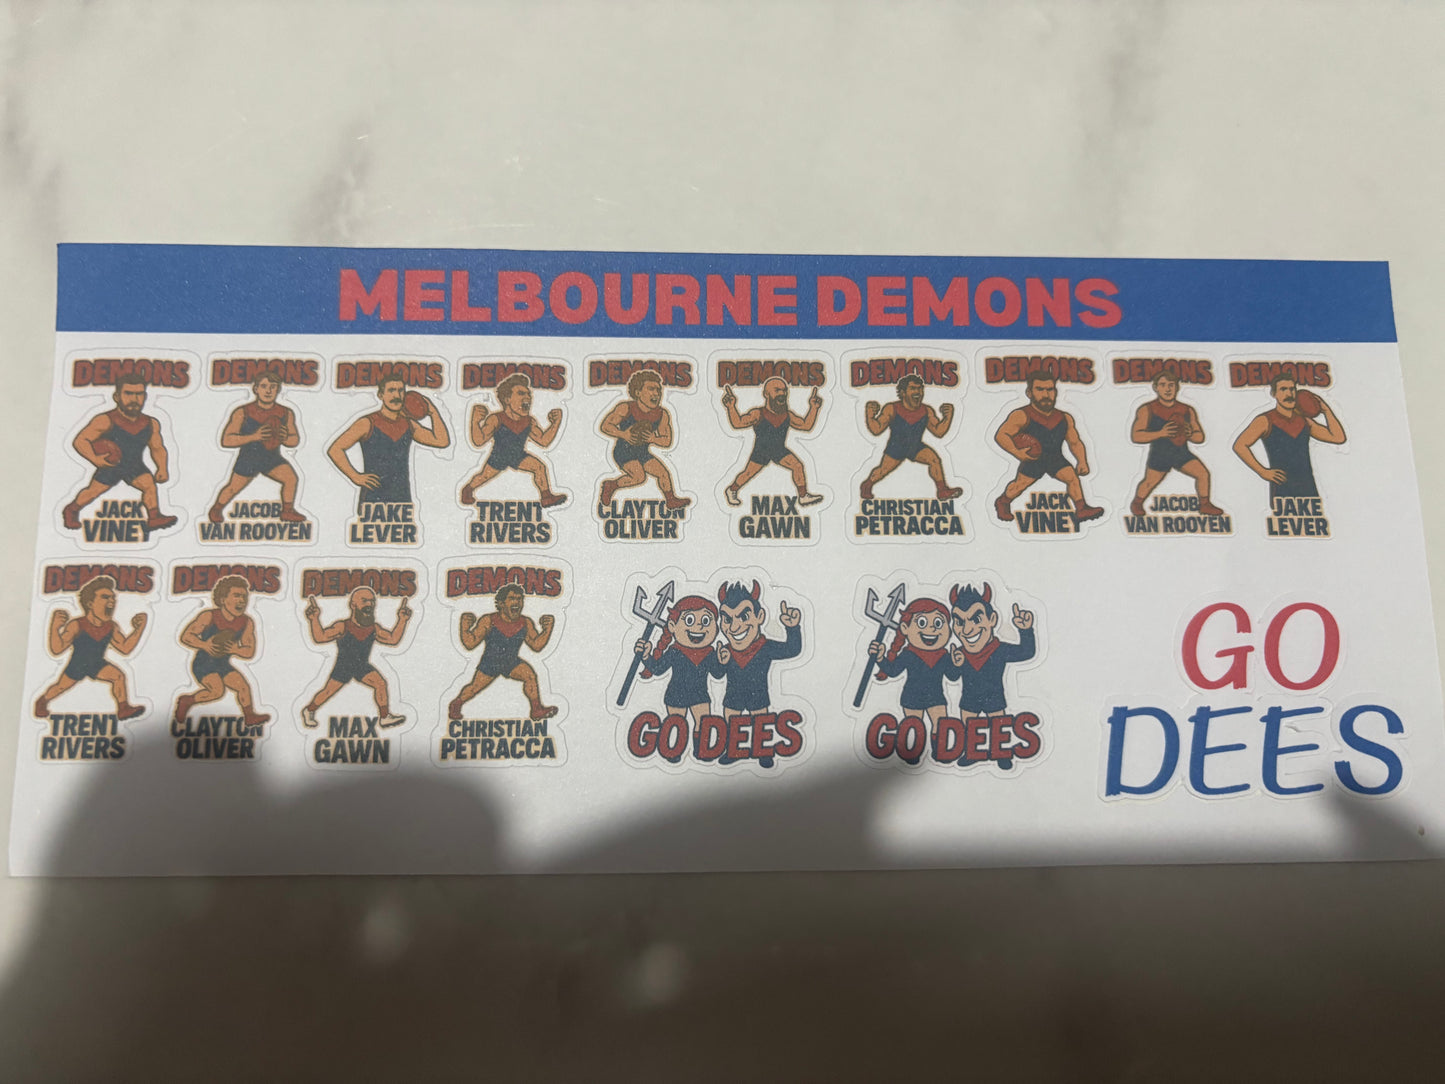 MELBOURNE DEMONS
DEMONS
JACK
VINEY
DEMONS
JACOB
VAN ROOYEN
DEMONS
JAKE
LEVER
DEMONS
TRENT
RIVERS
DEMONS
CLAYTON
OLIVER
DEMONS
MAX
GAWN
DEMONS
CHRISTIAN
PETRACCA
DEMONS
JACK
VINEY
DEMONS
JACOB
VAN ROOYEN
DEMONS
JAKE
LEVER
DEMONS
TRENT
RIVERS
DEMONS
CLAYTON
OLIVER
DEMONS
MAX
GAWN
DEMONS
CHRISTIAN
PETRACCA
GO DEES
GO DEES
GO
DEES